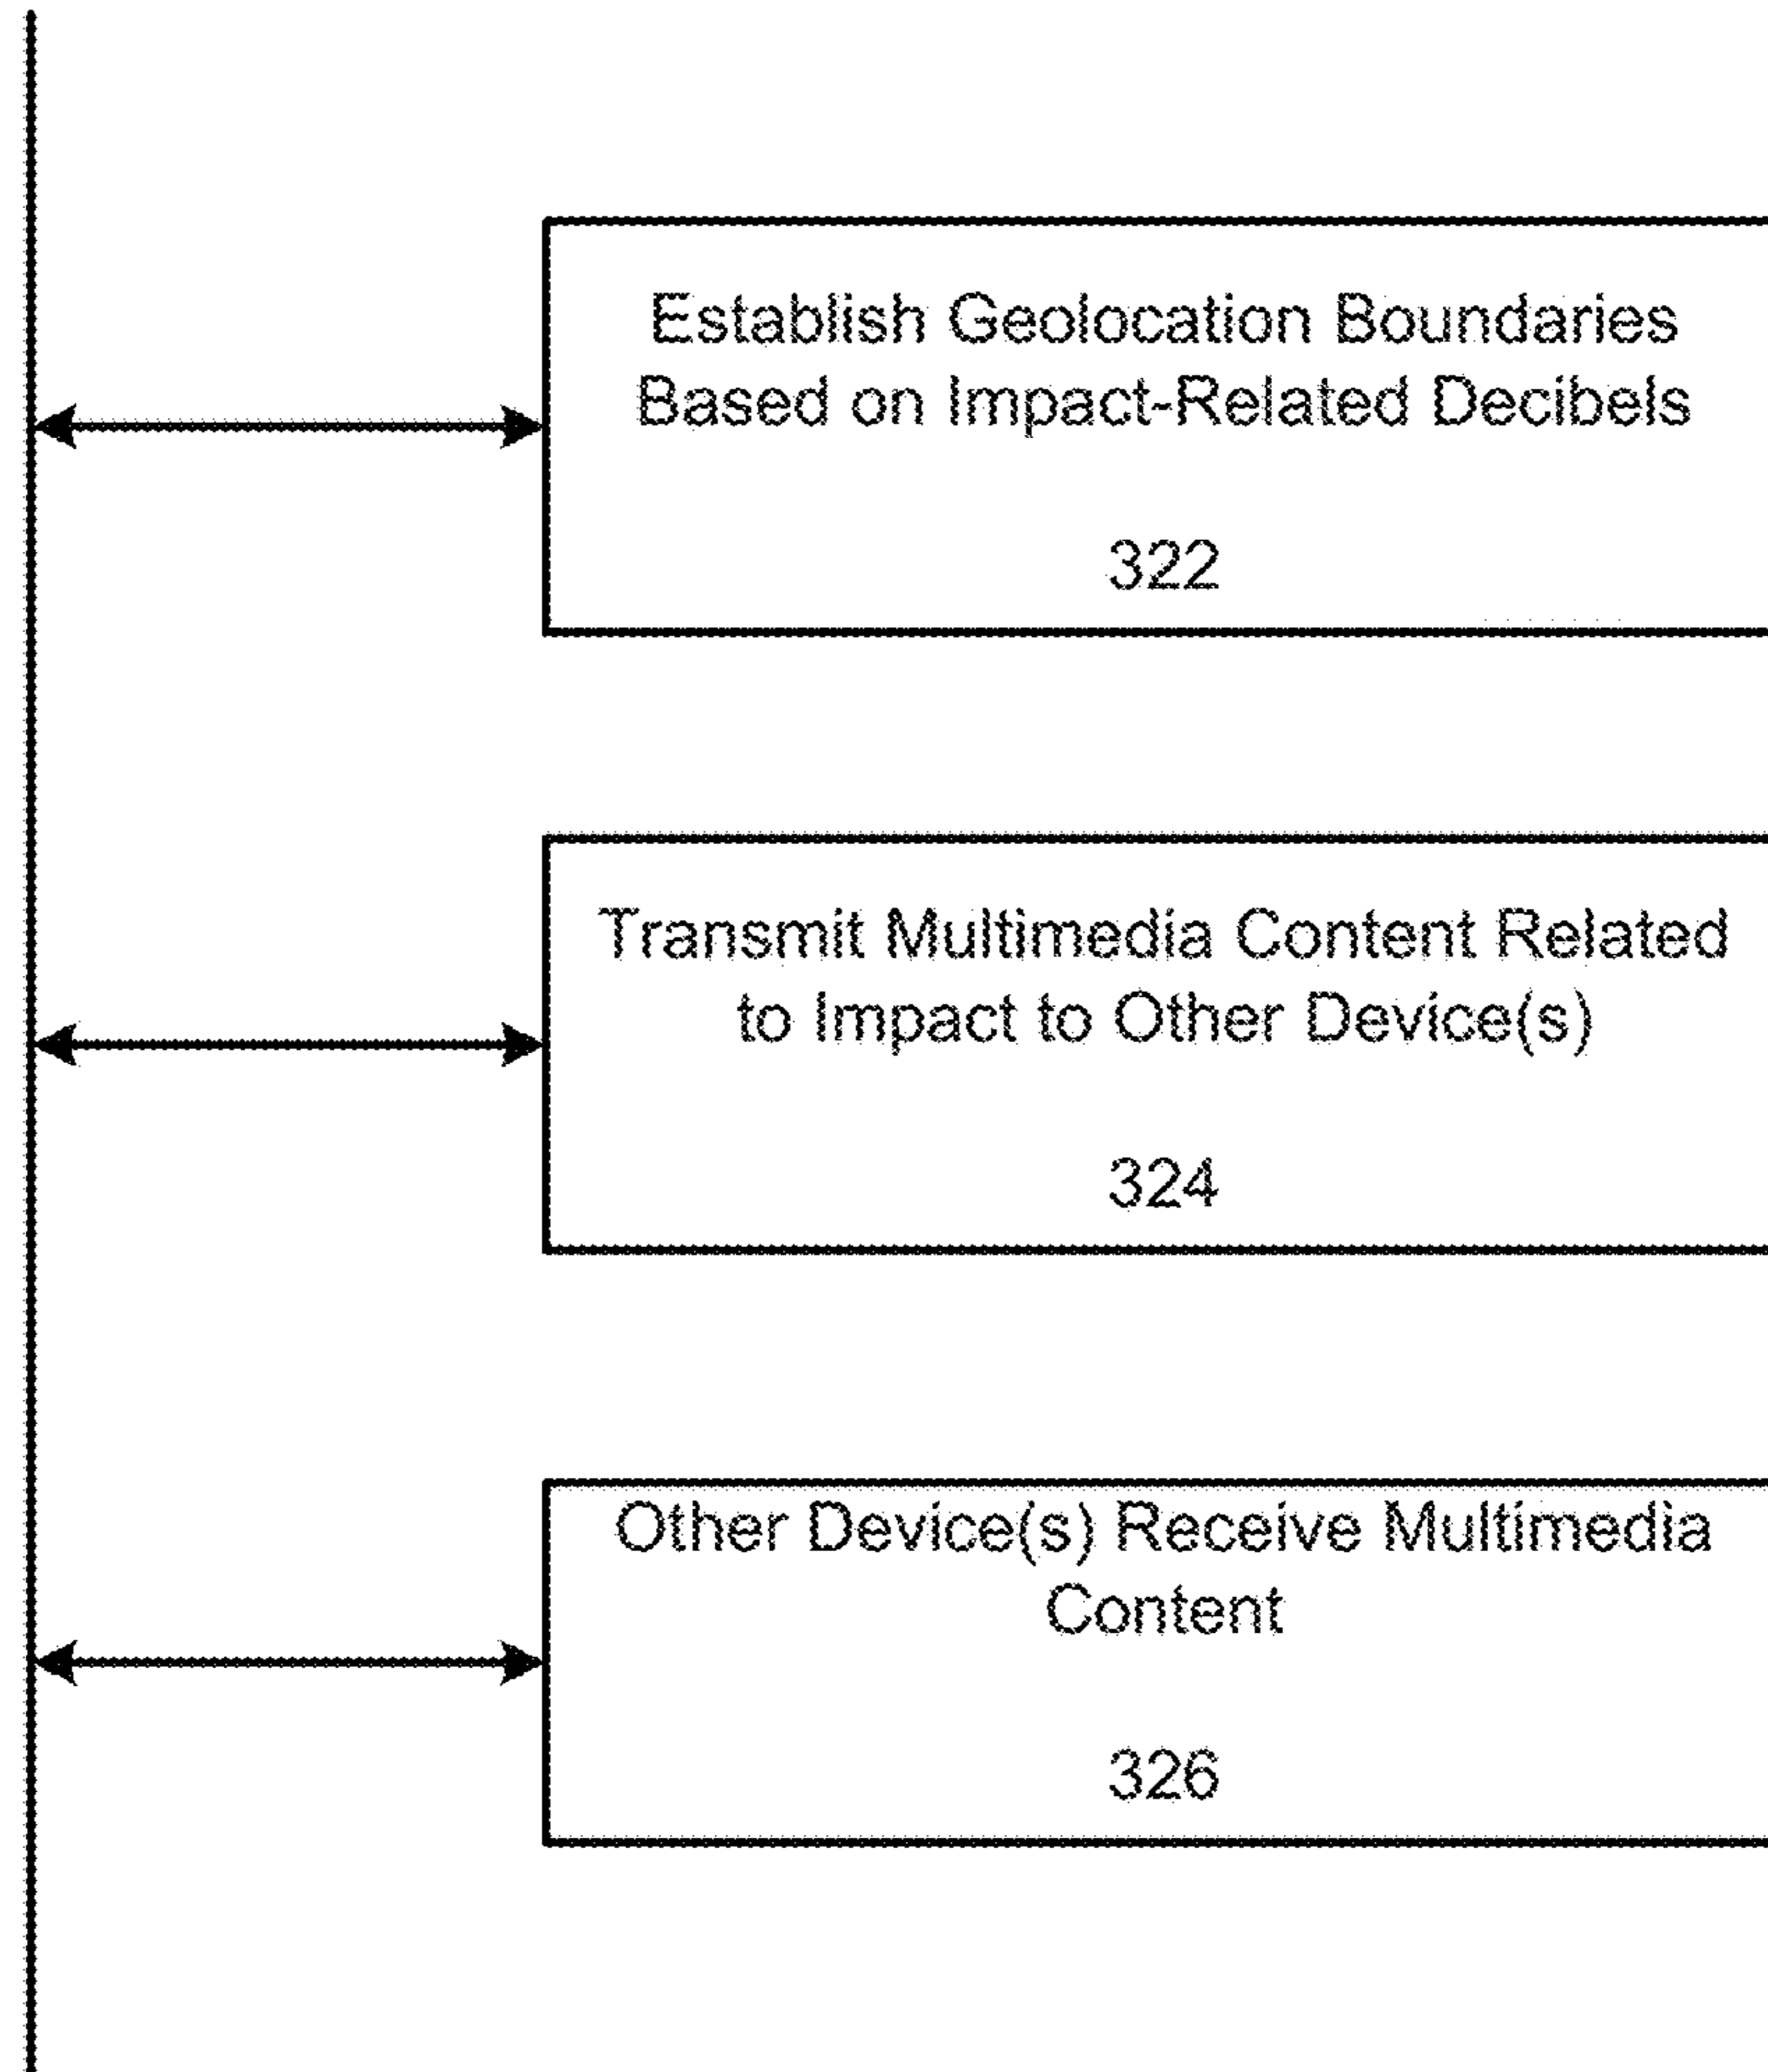 Establish Geolocation Boundaries
Based on Impact-Related Decibels
322
Transmit Multimedia Content Related
to Impact to Other Device(s)
324
Other Device(s) Receive Multimedia
Content
326